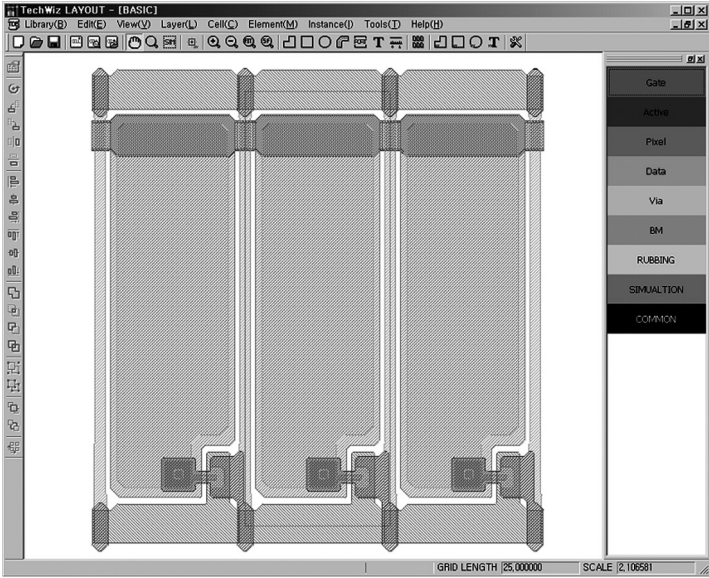 TechWiz LAYOUT - [BASIC]
Library(B) Edit(E) View(V) Layer(L) Cell(C) Element(M) Instance(I) Tools(T) Help(H)
Gate
Active
Pixel
Data
Via
BM
RUBBING
SIMUALTION
COMMON
GRID LENGTH 25,000000 SCALE 2,106581